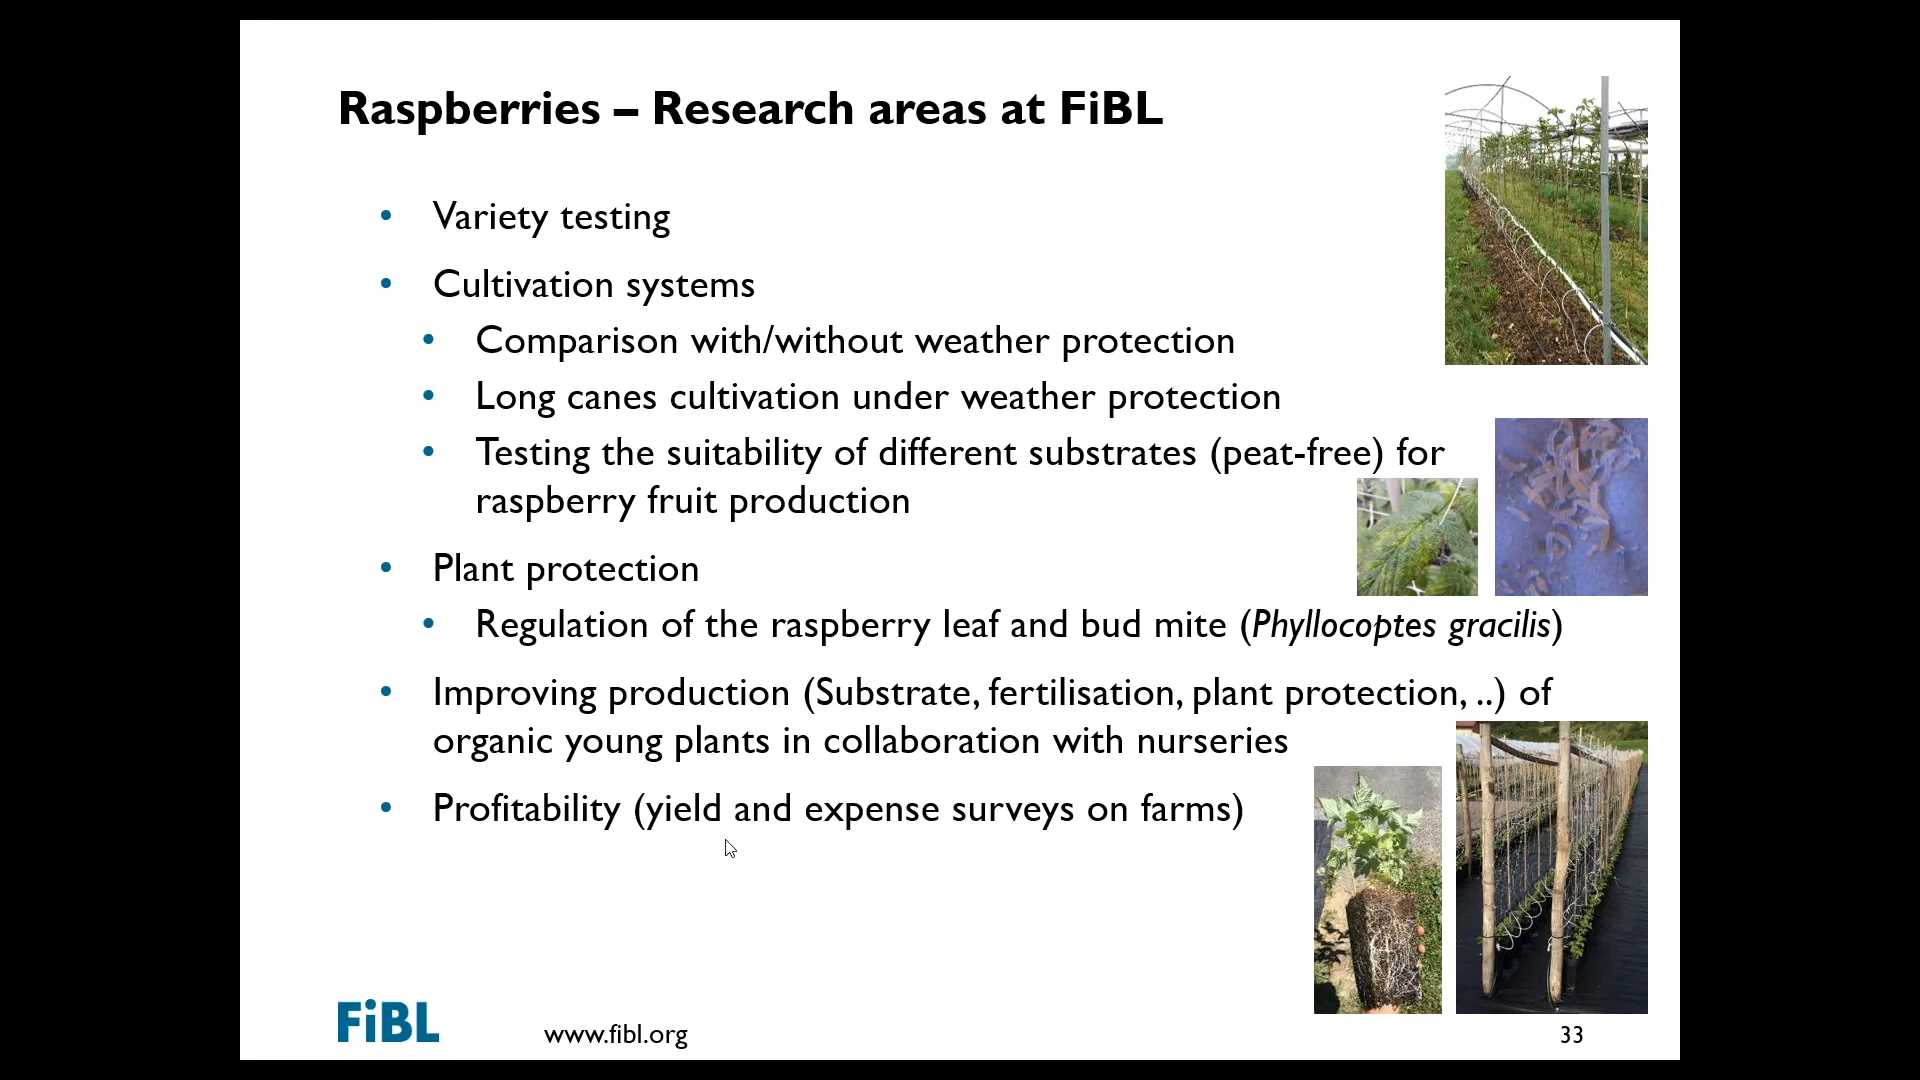 Raspberries – Research areas at FiBL
• Variety testing
• Cultivation systems
• Comparison with/without weather protection
• Long canes cultivation under weather protection
• Testing the suitability of different substrates (peat-free) for
raspberry fruit production
• Plant protection
• Regulation of the raspberry leaf and bud mite (Phyllocoptes gracilis)
• Improving production (Substrate, fertilisation, plant protection, ..) of
organic young plants in collaboration with nurseries
• Profitability (yield and expense surveys on farms)
FiBL
www.fibl.org
33